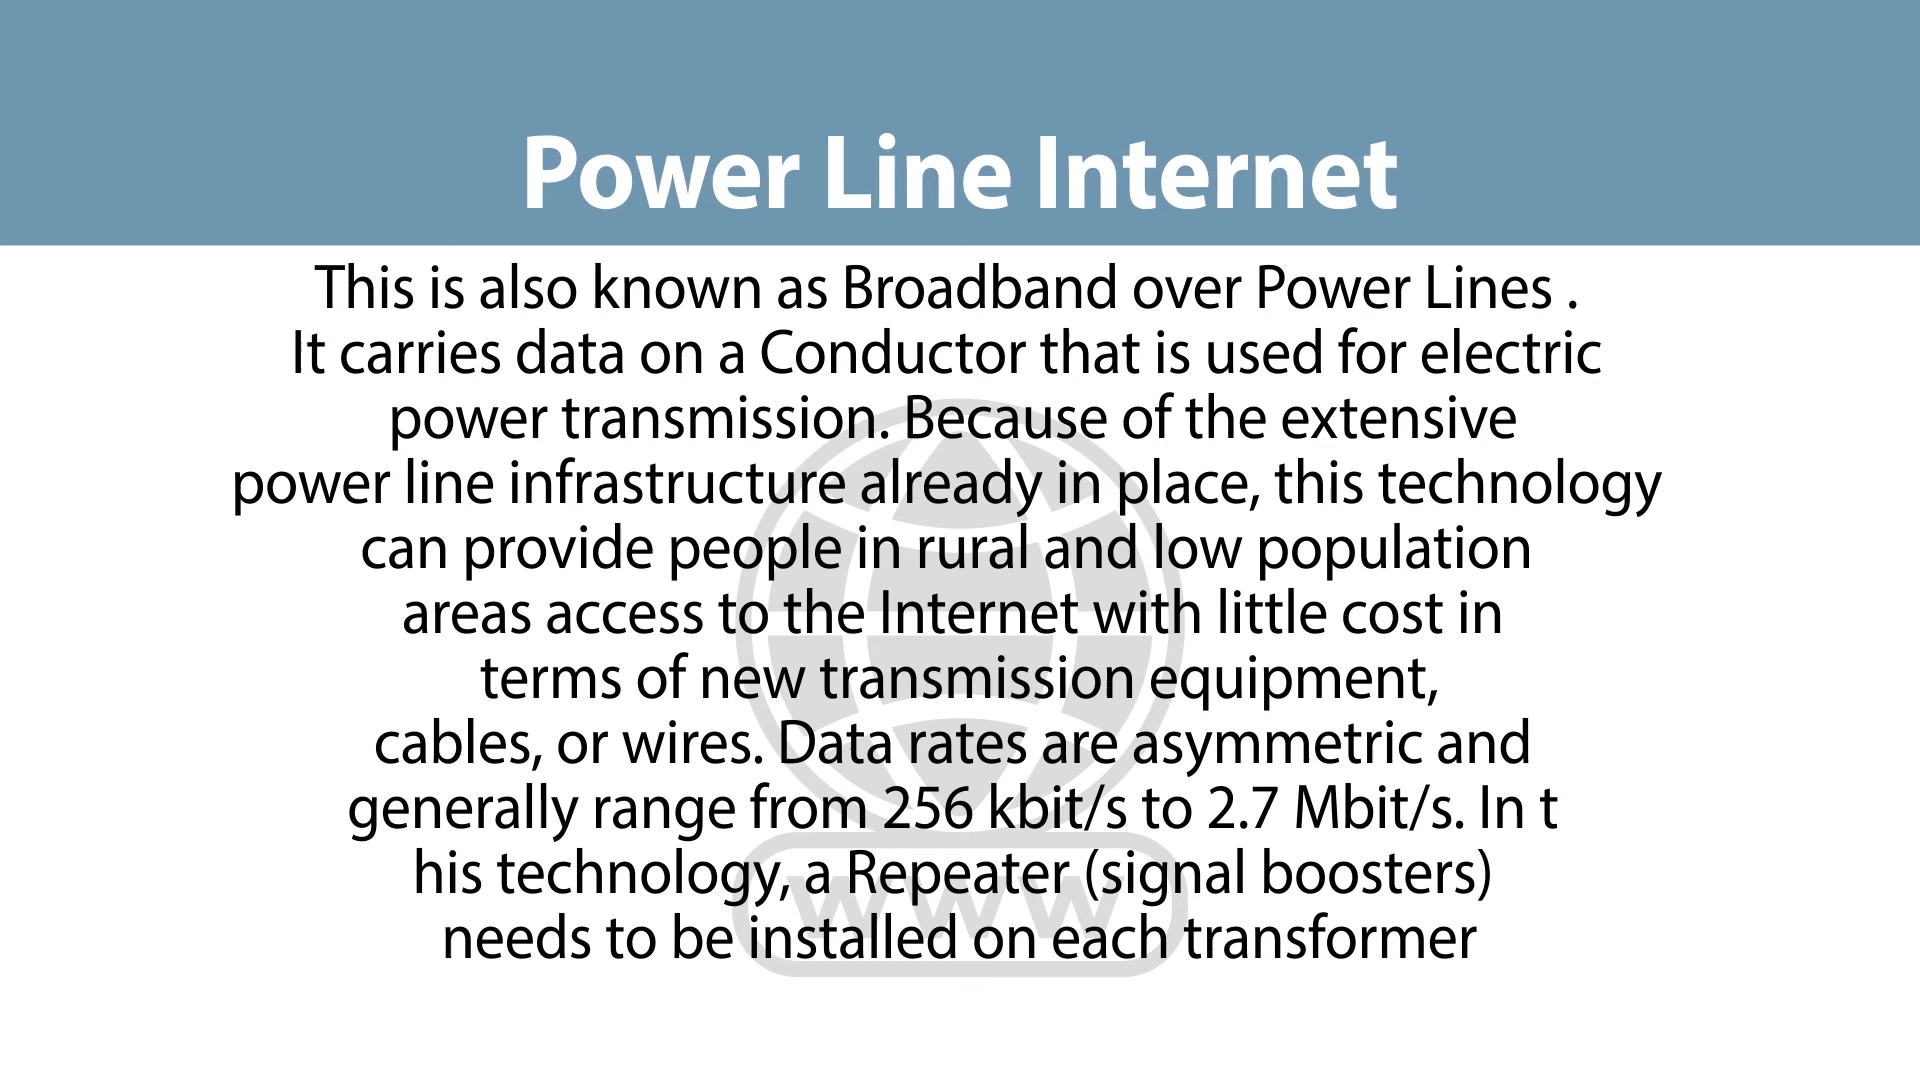 Power Line Internet
This is also known as Broadband over Power Lines .
It carries data on a Conductor that is used for electric
power transmission. Because of the extensive
power line infrastructure already in place, this technology
can provide people in rural and low population
areas access to the Internet with little cost in
terms of new transmission equipment,
cables, or wires. Data rates are asymmetric and
generally range from 256 kbit/s to 2.7 Mbit/s. In t
his technology, a Repeater (signal boosters)
www
needs to be installed on each transformer